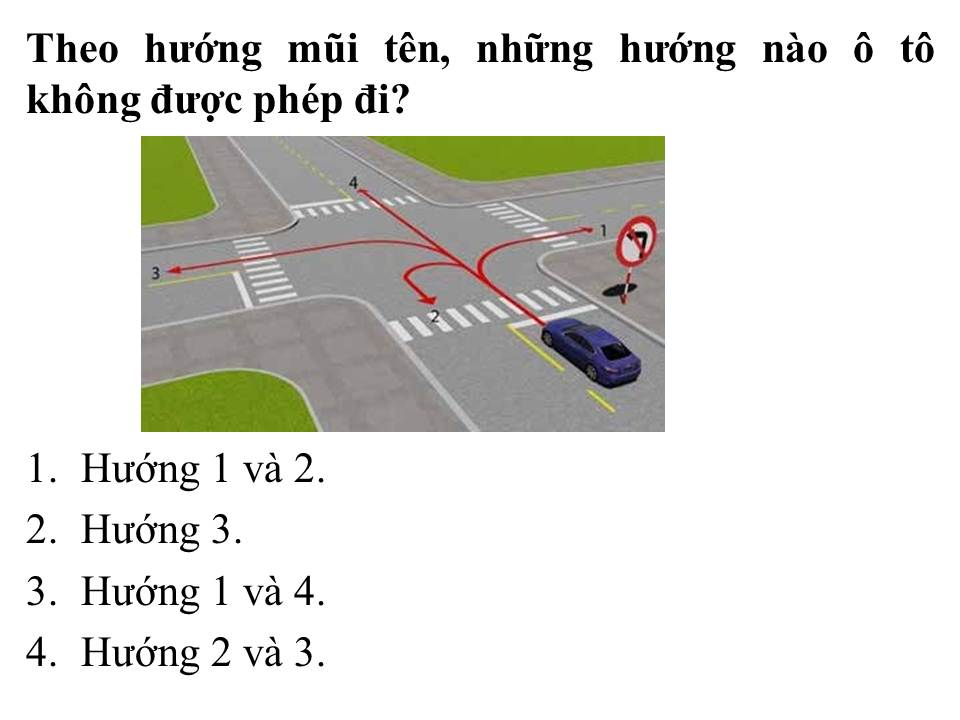 Theo hướng mũi tên, những hướng nào ô tô
không được phép đi?
4
1
3
2
1. Hướng 1 và 2.
2. Hướng 3.
3. Hướng 1 và 4.
4. Hướng 2 và 3.